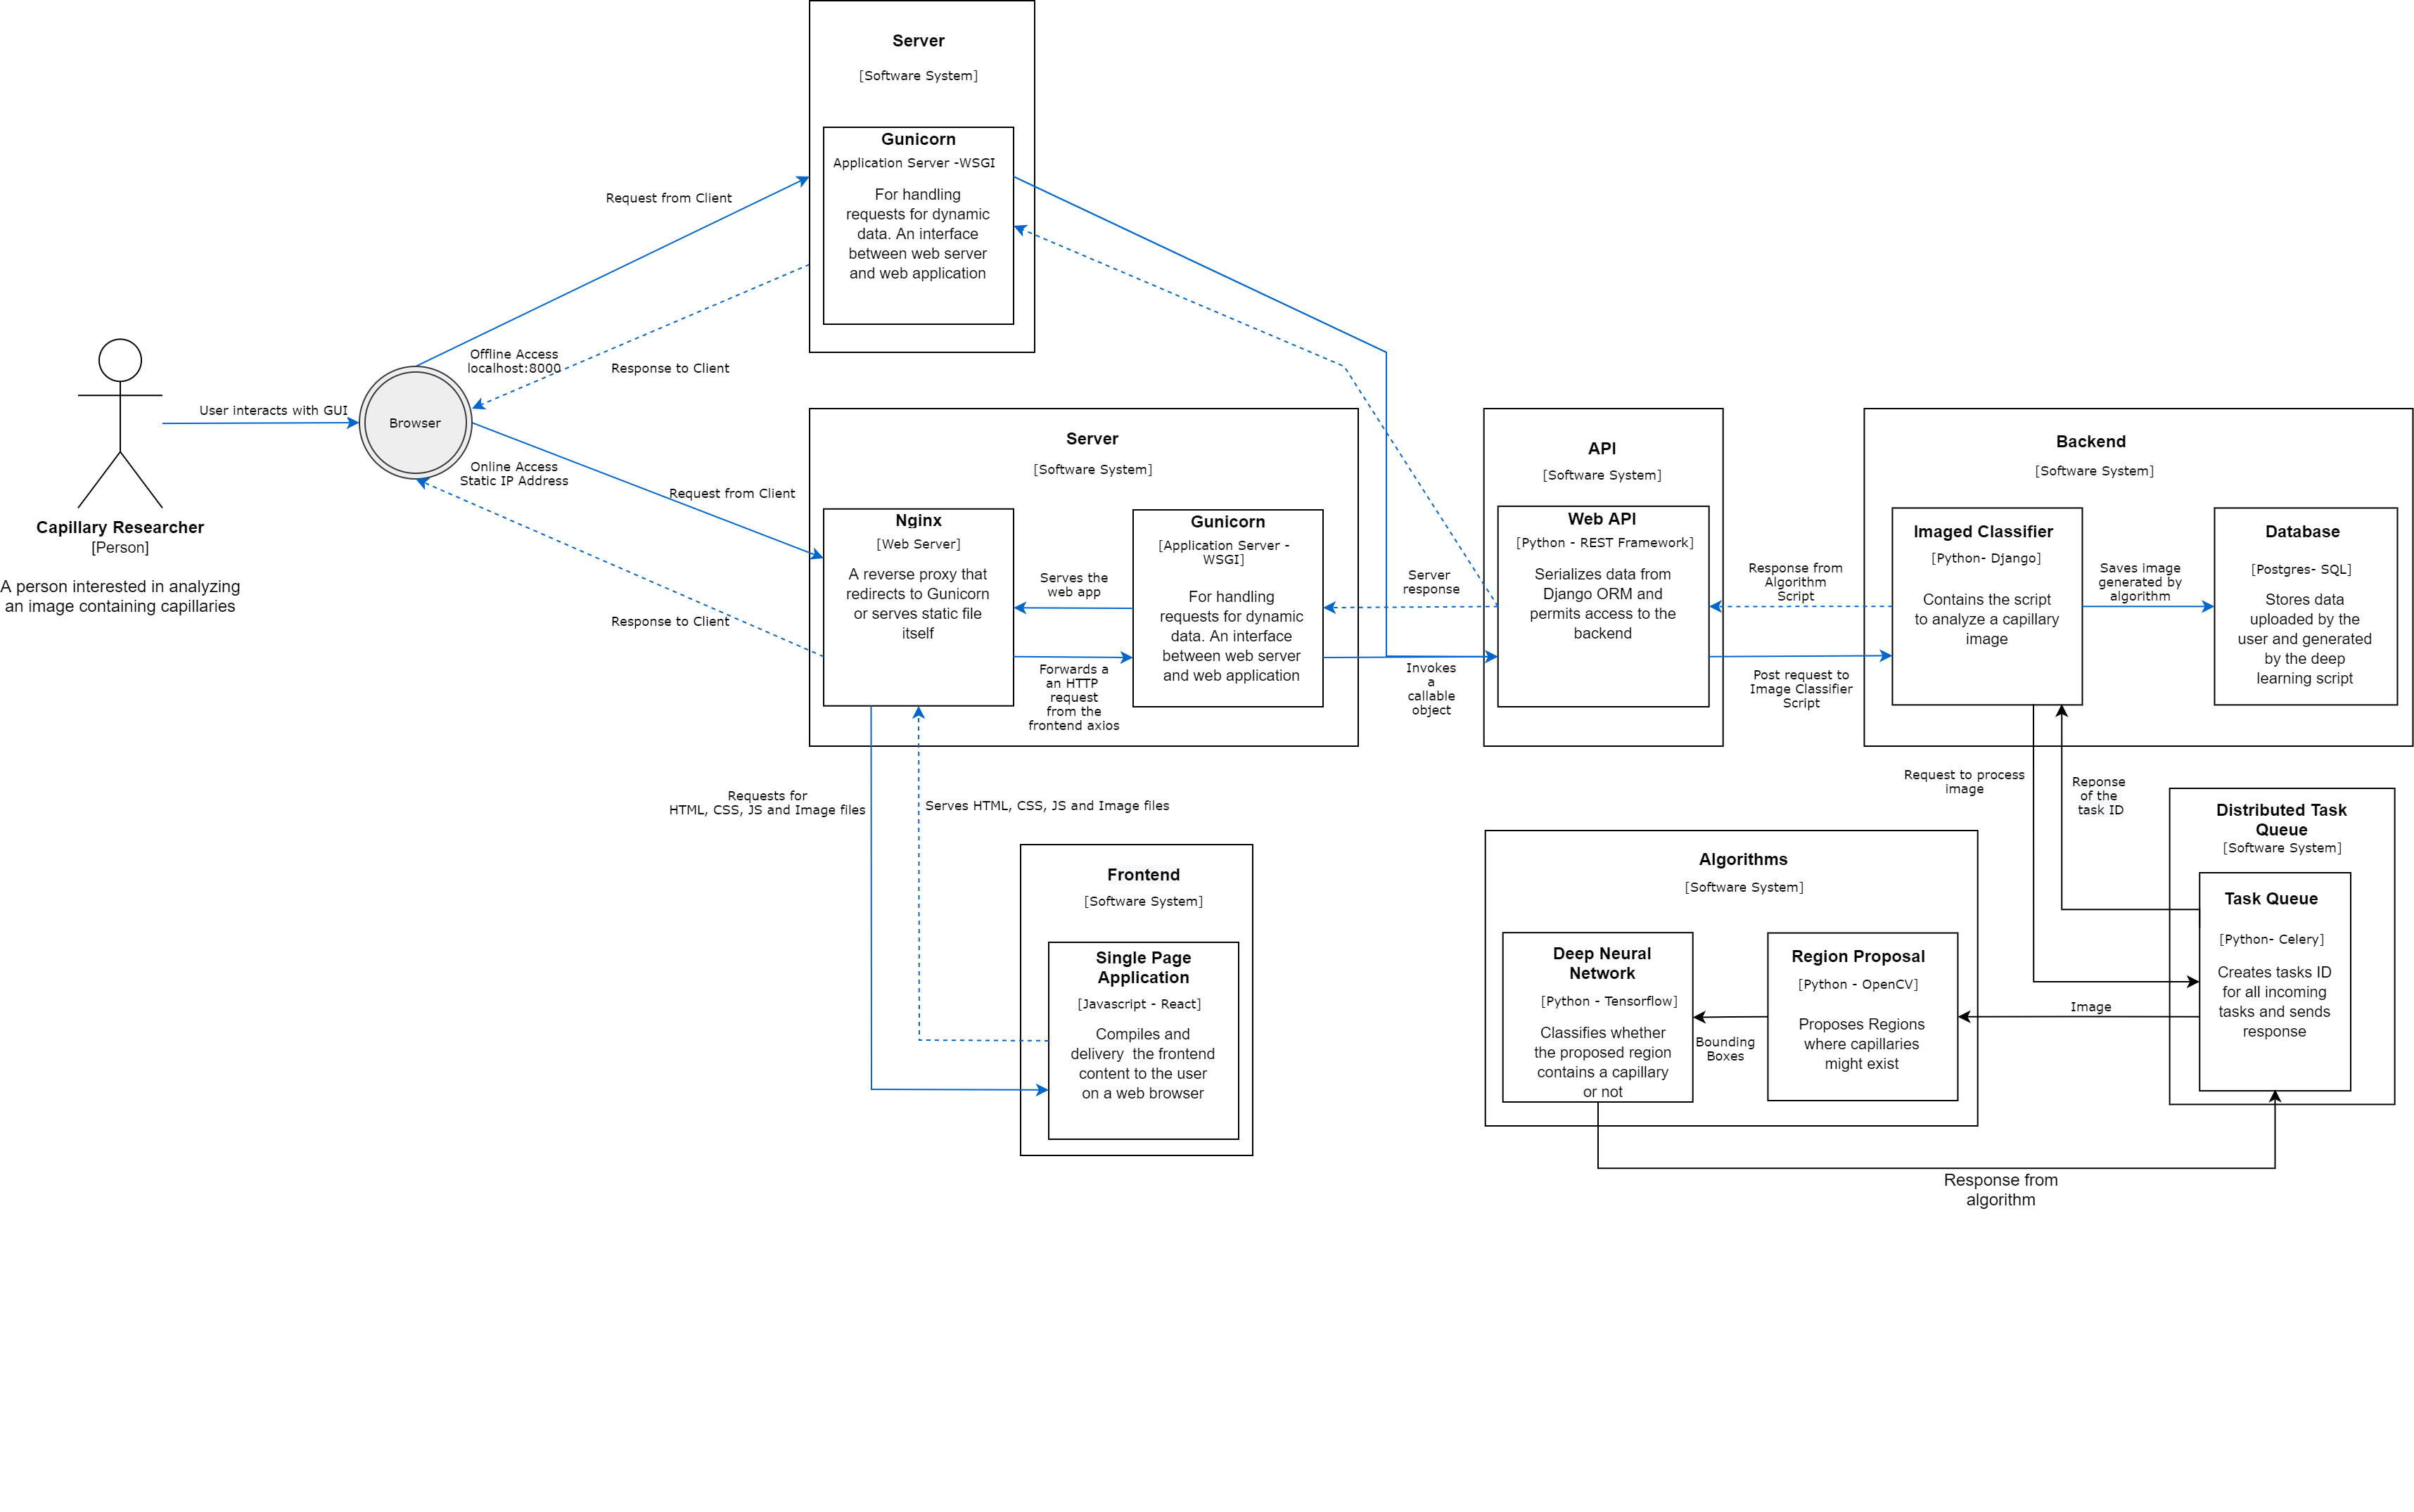 Server
[Software System]
Gunicorn
Application Server -WSGI
For handling
requests for dynamic
data. An interface
between web server
and web application
Request from Client
Offline Access
localhost:8000
Response to Client
User interacts with GUI
Browser
Capillary Researcher
[Person]
A person interested in analyzing
an image containing capillaries
Online Access
Static IP Address
Request from Client
Response to Client
Server
[Software System]
Nginx
[Web Server]
A reverse proxy that
redirects to Gunicorn
or serves static file
itself
Serves the
web app
Forwards a
an HTTP
request
from the
frontend axios
Gunicorn
[Application Server -
WSGI]
For handling
requests for dynamic
data. An interface
between web server
and web application
Server
response
Invokes
a
callable
object
API
[Software System]
Web API
[Python - REST Framework]
Serializes data from
Django ORM and
permits access to the
backend
Response from
Algorithm
Script
Post request to
Image Classifier
Script
Backend
[Software System]
Imaged Classifier
[Python- Django]
Contains the script
to analyze a capillary
image
Saves image
generated by
algorithm
Database
[Postgres- SQL]
Stores data
uploaded by the
user and generated
by the deep
learning script
Requests for
HTML, CSS, JS and Image files
Serves HTML, CSS, JS and Image files
Frontend
[Software System]
Single Page
Application
[Javascript - React]
Compiles and
delivery the frontend
content to the user
on a web browser
Request to process
image
Reponse
of the
task ID
Algorithms
[Software System]
Deep Neural
Network
[Python - Tensorflow]
Classifies whether
the proposed region
contains a capillary
or not
Bounding
Boxes
Region Proposal
[Python - OpenCV]
Proposes Regions
where capillaries
might exist
Image
Distributed Task
Queue
[Software System]
Task Queue
[Python- Celery]
Creates tasks ID
for all incoming
tasks and sends
response
Response from
algorithm